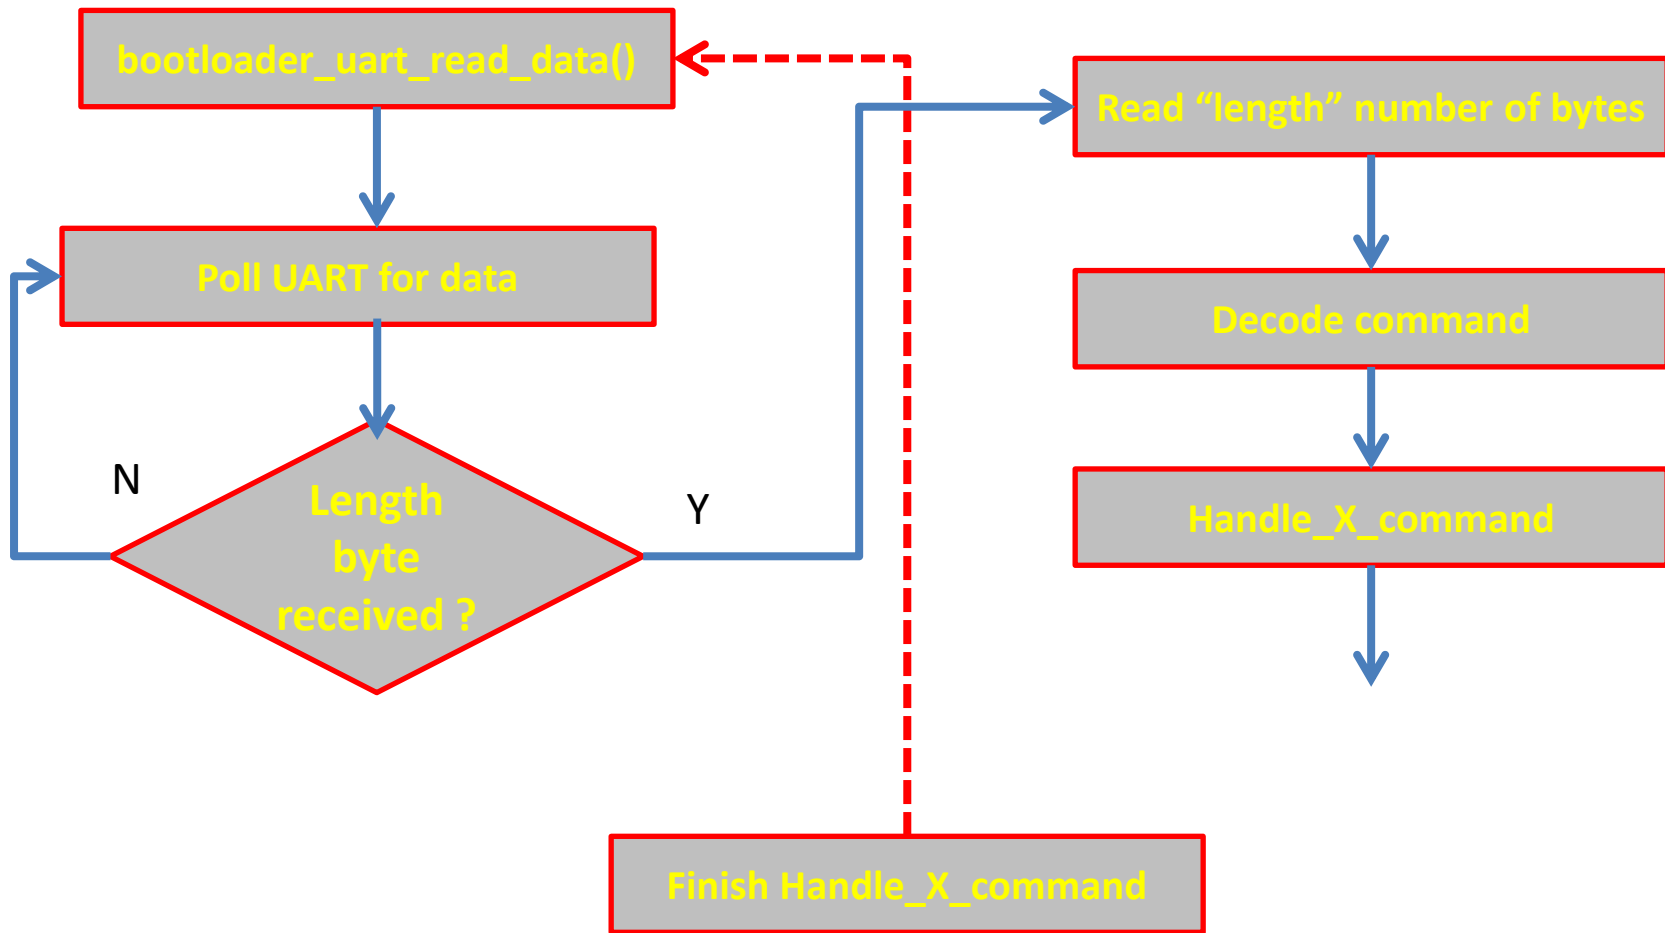 bootloader_uart_read_data()
Poll UART for data
N
Length
byte
received ?
Y
Read “length” number of bytes
Decode command
Handle_X_command
Finish Handle_X_command